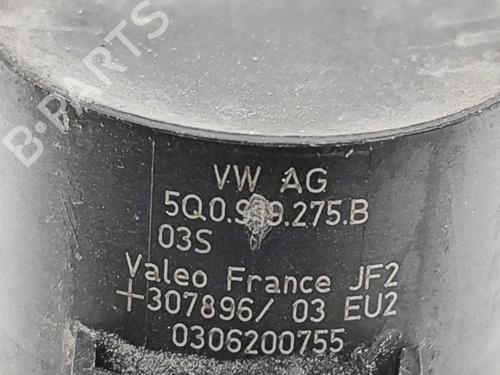 B-PARTS
VW AG
03S
Valeo France JF2
+307896/ 03 EU2
0306200755